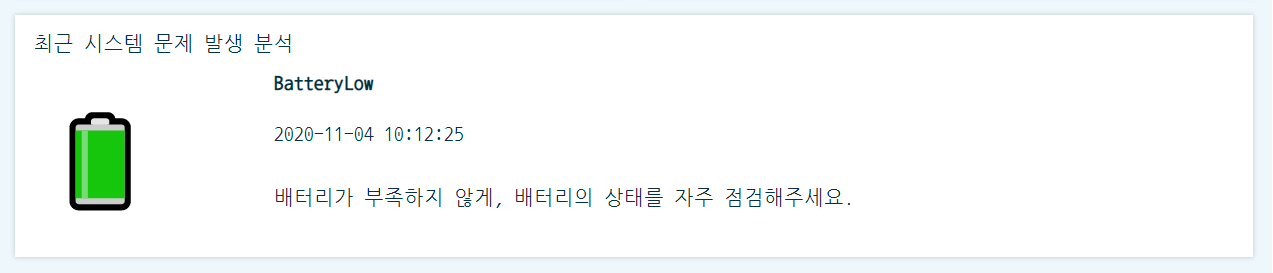 최근 시스템 문제 발생 분석
BatteryLow
2020-11-04 10:12:25
배터리가 부족하지 않게, 배터리의 상태를 자주 점검해주세요.